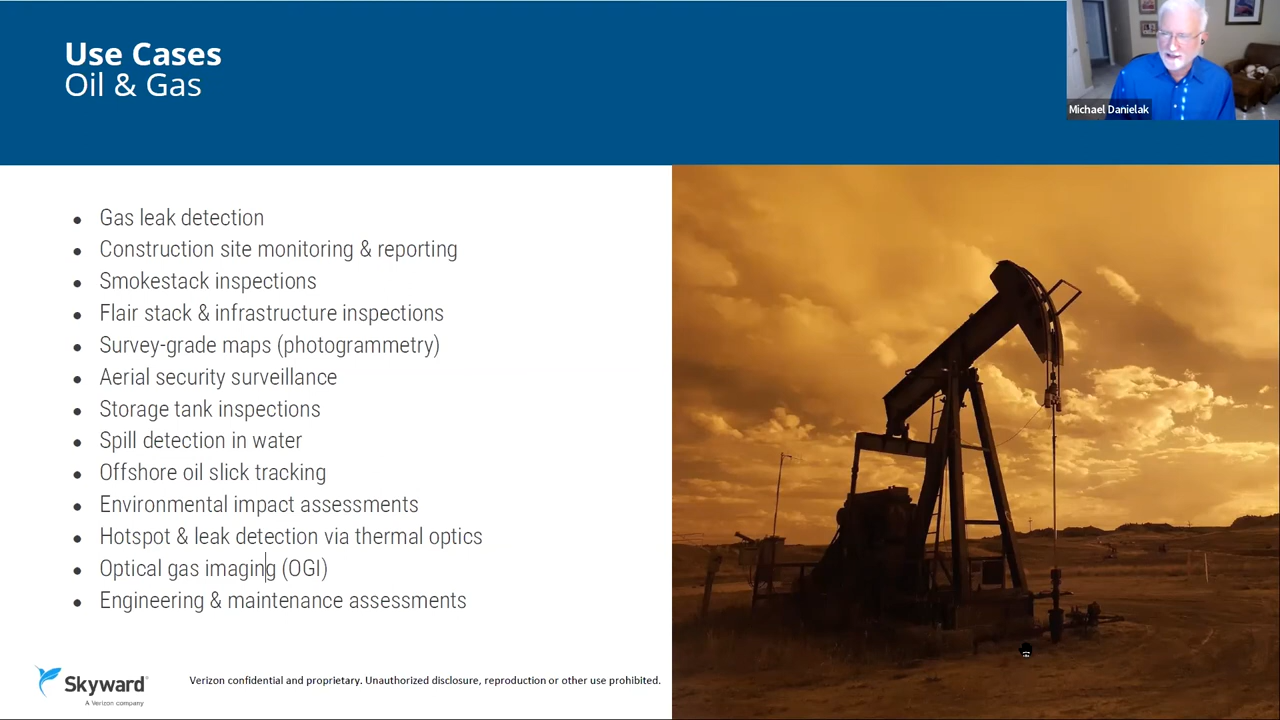 Use Cases
Oil & Gas
Michael Danielak
Gas leak detection
Construction site monitoring & reporting
Smokestack inspections
Flair stack & infrastructure inspections
Survey-grade maps (photogrammetry)
Aerial security surveillance
Storage tank inspections
Spill detection in water
Offshore oil slick tracking
Environmental impact assessments
Hotspot & leak detection via thermal optics
Optical gas imaging (OGI)
Engineering & maintenance assessments
Skyward
A Verizon company
Verizon confidential and proprietary. Unauthorized disclosure, reproduction or other use prohibited.